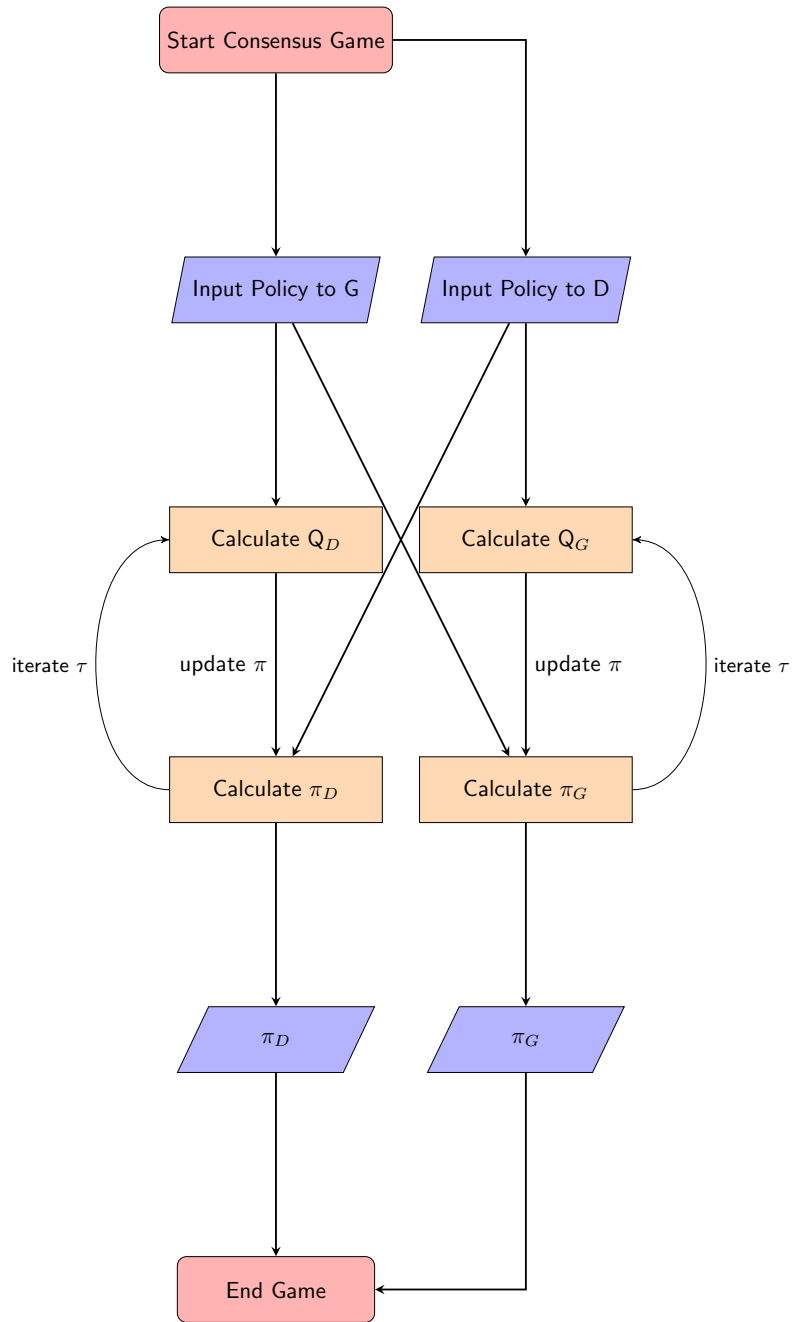 Start Consensus Game
Input Policy to G
Input Policy to D
Calculate Q_D
Calculate Q_G
iterate τ
update π
update π
iterate τ
Calculate π_D
Calculate π_G
π_D
π_G
End Game